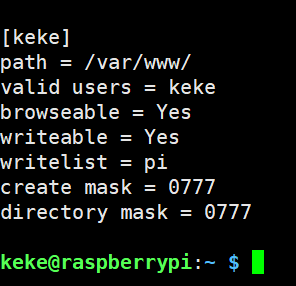 [keke]
path = /var/www/
valid users = keke
browseable = Yes
writeable = Yes
writelist = pi
create mask = 0777
directory mask = 0777
keke@raspberrypi:~ $